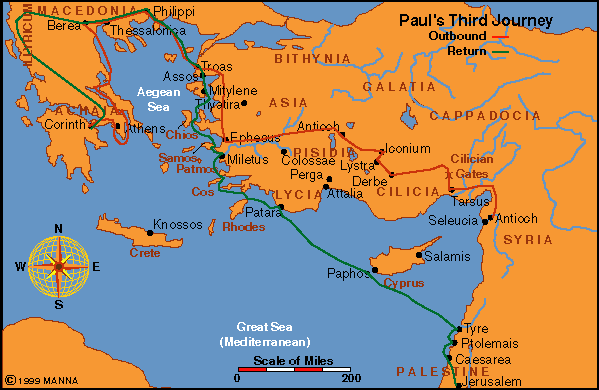 Paul's Third Journey
Outbound
Return
MACEDONIA
Philippi
ILLYRICUM
Berea
Thessalonica
Troas
BITHYNIA
Assos
Aegean
Sea
Mitylene
Thyatira
ASIA
GALATIA
CAPPADOCIA
ACHAIA
Corinth
Athens
Chios
Ephesus
Antioch
Iconium
Samos
Patmos
Miletus
Colossae
PISIDIA
Lystra
Cilician
Gates
Perga
Derbe
Cos
LYCIA
Attalia
CILICIA
Tarsus
Patara
Seleucia
Antioch
Knossos
Rhodes
SYRIA
Crete
Salamis
Paphos
Cyprus
N
W
E
S
Great Sea
(Mediterranean)
Tyre
Ptolemais
Scale of Miles
0
200
Caesarea
PALESTINE
©1999 MANNA
Jerusalem